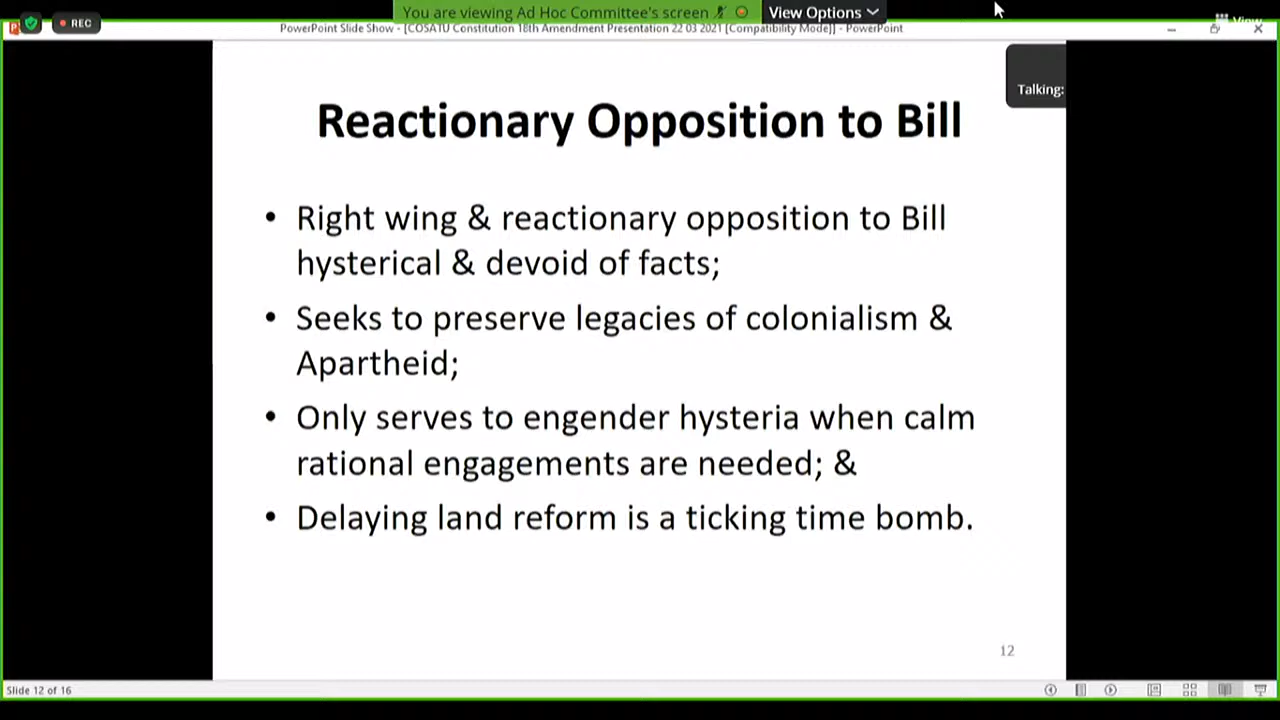 You are viewing Ad Hoc Committee's screen
View Options
REC
View
PowerPoint Slide Show - [COSATU Constitution 18th Amendment Presentation 22 03 2021 [Compatibility Mode]] - PowerPoint
Talking:
Reactionary Opposition to Bill
• Right wing & reactionary opposition to Bill
hysterical & devoid of facts;
• Seeks to preserve legacies of colonialism &
Apartheid;
• Only serves to engender hysteria when calm
rational engagements are needed; &
• Delaying land reform is a ticking time bomb.
12
Slide 12 of 16